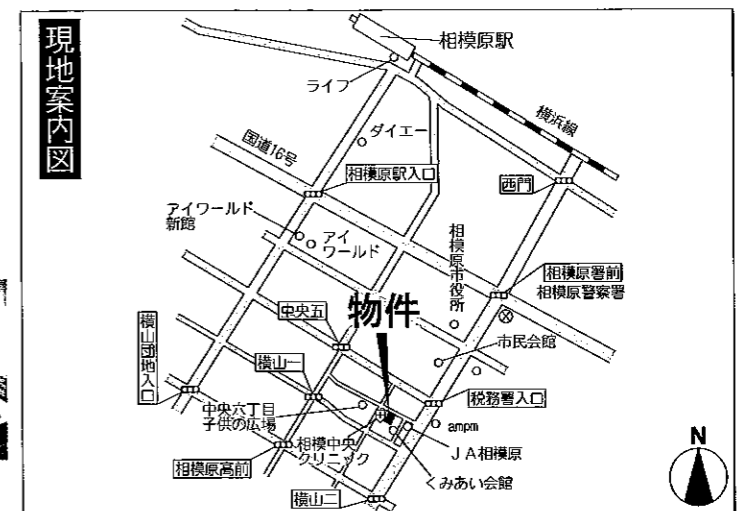 現地案内図
相模原駅
ライフ
横浜線
ダイエー
国道16号
相模原駅入口
西門
アイワールド
新館
アイ
ワールド
相模原市役所
相模原署前
相模原警察署
中央五
物件
市民会館
横山団地入口
横山一
税務署入口
中央六丁目
子供の広場
ampm
相模中央
クリニック
JA相模原
相模原高前
くみあい会館
横山二
N